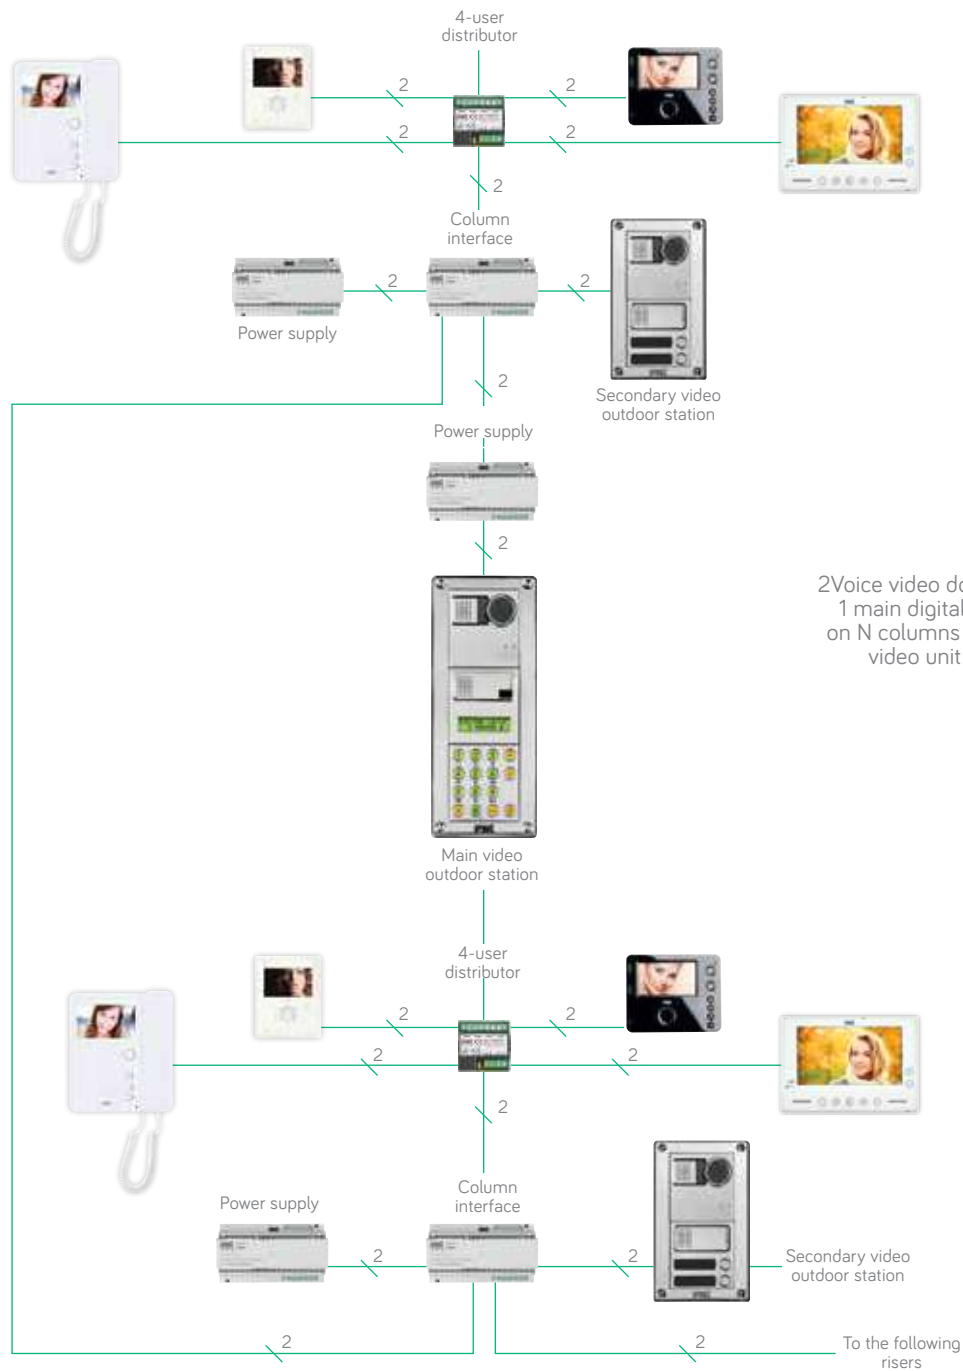 4-user
distributor
2
2
2
2
2
Column
interface
2
2
Power supply
2
Secondary video
outdoor station
Power supply
2
2Voice video do
1 main digital
on N columns
video unit
Main video
outdoor station
4-user
distributor
2
2
2
2
2
Power supply
Column
interface
2
2
Secondary video
outdoor station
2
2
To the following
risers